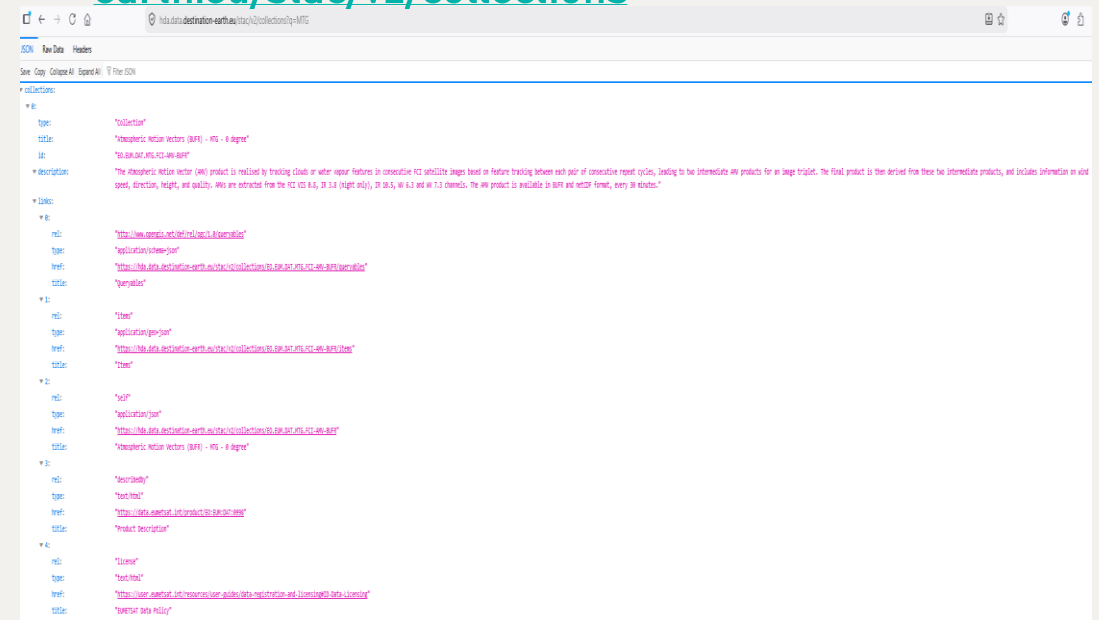 earth.eu/stac/v2/collections
hda.data.destination-earth.eu/stac/v2/collections?q=MTG
JSON Raw Data Headers
Save Copy Collapse All Expand All Filter JSON
collections:
0:
type: "Collection"
title: "Atmospheric Motion Vectors (BUFR) - MTG - 0 degree"
id: "EO.EUM.DAT.MTG.FCI-AMV-BUFR"
description: "The Atmospheric Motion Vector (AMV) product is realised by tracking clouds or water vapour features in consecutive FCI satellite images based on feature tracking between each pair of consecutive repeat cycles, leading to two intermediate AMV products for an image triplet. The final product is then derived from these two intermediate products, and includes information on wind
speed, direction, height, and quality. AMVs are extracted from the FCI VIS 0.8, IR 3.8 (night only), IR 10.5, WV 6.3 and WV 7.3 channels. The AMV product is available in BUFR and netCDF format, every 30 minutes."
links:
0:
rel: "http://www.opengis.net/def/rel/ogc/1.0/queryables"
type: "application/schema+json"
href: "https://hda.data.destination-earth.eu/stac/v2/collections/EO.EUM.DAT.MTG.FCI-AMV-BUFR/queryables"
title: "Queryables"
1:
rel: "items"
type: "application/geo+json"
href: "https://hda.data.destination-earth.eu/stac/v2/collections/EO.EUM.DAT.MTG.FCI-AMV-BUFR/items"
title: "Items"
2:
rel: "self"
type: "application/json"
href: "https://hda.data.destination-earth.eu/stac/v2/collections/EO.EUM.DAT.MTG.FCI-AMV-BUFR"
title: "Atmospheric Motion Vectors (BUFR) - MTG - 0 degree"
3:
rel: "describedby"
type: "text/html"
href: "https://data.eumetsat.int/product/EO:EUM:DAT:0998"
title: "Product Description"
4:
rel: "license"
type: "text/html"
href: "https://user.eumetsat.int/resources/user-guides/data-registration-and-licensing#ID-Data-Licensing"
title: "EUMETSAT Data Policy"